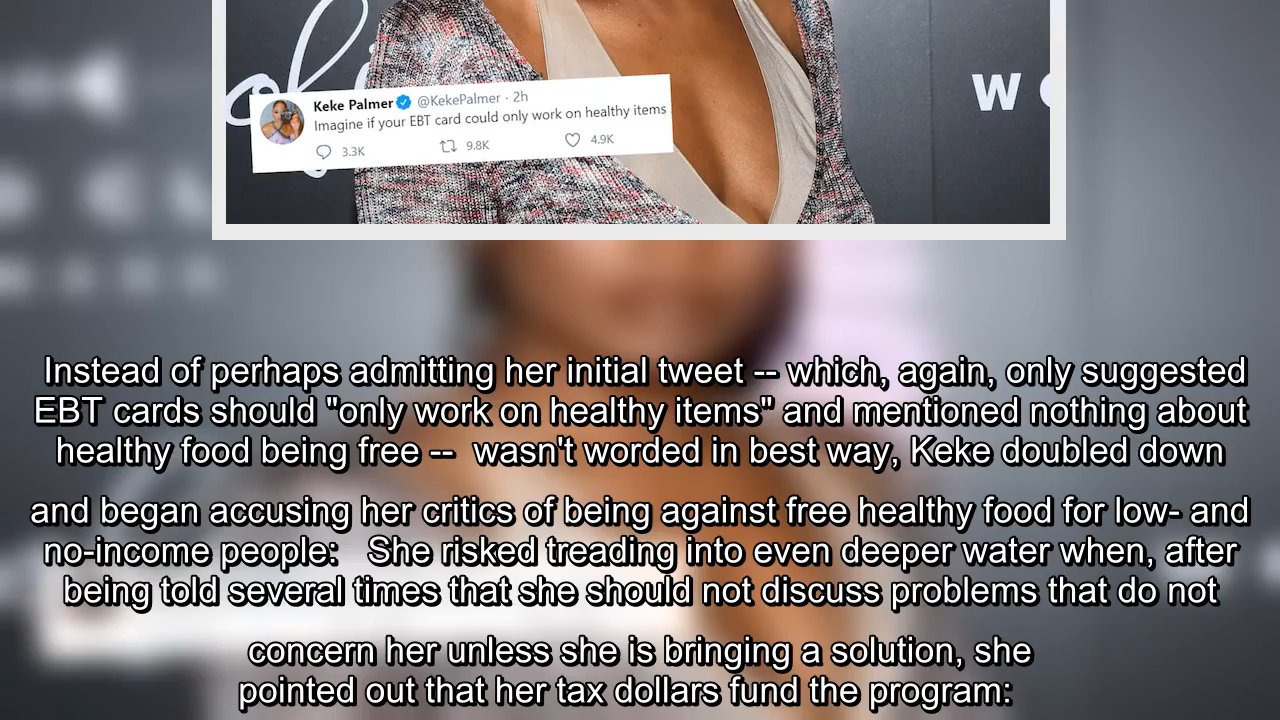 Keke Palmer @KekePalmer · 2h
Imagine if your EBT card could only work on healthy items
3.3K 9.8K 4.9K
Instead of perhaps admitting her initial tweet -- which, again, only suggested
EBT cards should "only work on healthy items" and mentioned nothing about
healthy food being free -- wasn't worded in best way, Keke doubled down
and began accusing her critics of being against free healthy food for low- and
no-income people: She risked treading into even deeper water when, after
being told several times that she should not discuss problems that do not
concern her unless she is bringing a solution, she
pointed out that her tax dollars fund the program: